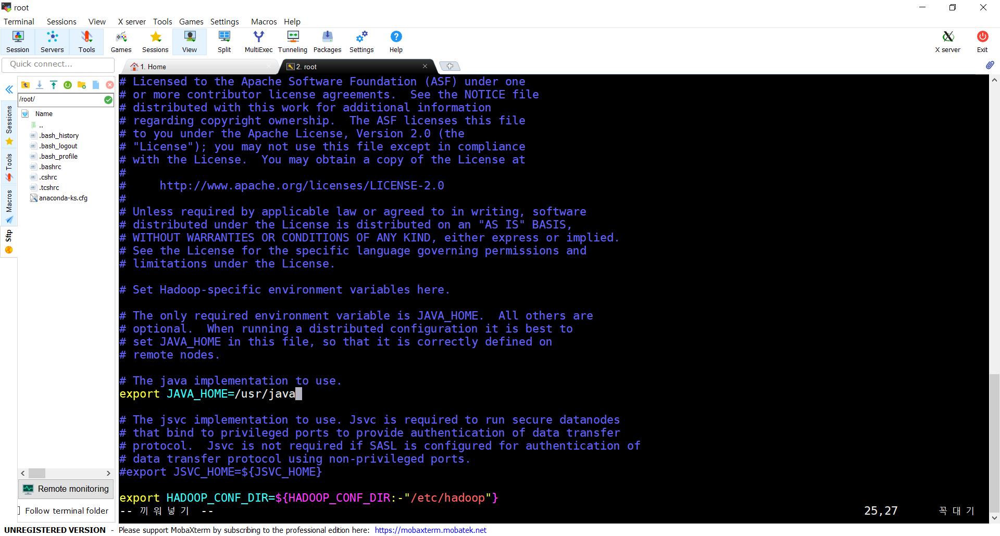 root
Terminal Sessions View X server Tools Games Settings Macros Help
Session Servers Tools Games Sessions View Split MultiExec Tunneling Packages Settings Help X server Exit
Quick connect...
1. Home
2. root
/root/
Name
..
.bash_history
.bash_logout
.bash_profile
.bashrc
.cshrc
.tcshrc
anaconda-ks.cfg
Sessions
Tools
Macros
Sftp
Remote monitoring
Follow terminal folder
# Licensed to the Apache Software Foundation (ASF) under one
# or more contributor license agreements.  See the NOTICE file
# distributed with this work for additional information
# regarding copyright ownership.  The ASF licenses this file
# to you under the Apache License, Version 2.0 (the
# "License"); you may not use this file except in compliance
# with the License.  You may obtain a copy of the License at
#
#     http://www.apache.org/licenses/LICENSE-2.0
#
# Unless required by applicable law or agreed to in writing, software
# distributed under the License is distributed on an "AS IS" BASIS,
# WITHOUT WARRANTIES OR CONDITIONS OF ANY KIND, either express or implied.
# See the License for the specific language governing permissions and
# limitations under the License.
# Set Hadoop-specific environment variables here.
# The only required environment variable is JAVA_HOME.  All others are
# optional.  When running a distributed configuration it is best to
# set JAVA_HOME in this file, so that it is correctly defined on
# remote nodes.
# The java implementation to use.
export JAVA_HOME=/usr/java
# The jsvc implementation to use. Jsvc is required to run secure datanodes
# that bind to privileged ports to provide authentication of data transfer
# protocol.  Jsvc is not required if SASL is configured for authentication of
# data transfer protocol using non-privileged ports.
#export JSVC_HOME=${JSVC_HOME}
export HADOOP_CONF_DIR=${HADOOP_CONF_DIR:-"/etc/hadoop"}
-- 끼워넣기 -- 25,27 꼭대기
UNREGISTERED VERSION - Please support MobaXterm by subscribing to the professional edition here: https://mobaxterm.mobatek.net